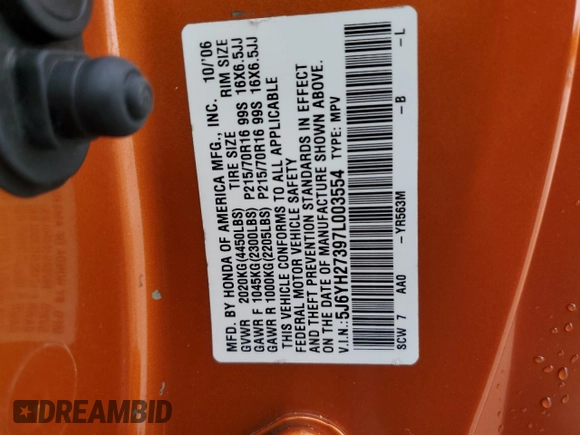 MFD. BY HONDA OF AMERICA MFG., INC. 10/'06
TIRE SIZE RIM SIZE
GVWR 2020KG(4450LBS)
GAWR F 1045KG(2300LBS) P215/70R16 99S 16X6.5JJ
GAWR R 1000KG(2205LBS) P215/70R16 99S 16X6.5JJ
THIS VEHICLE CONFORMS TO ALL APPLICABLE
FEDERAL MOTOR VEHICLE SAFETY
AND THEFT PREVENTION STANDARDS IN EFFECT
ON THE DATE OF MANUFACTURE SHOWN ABOVE.
V.I.N.: 5J6YH27397L003554 TYPE: MPV
SCW 7 AA0 -YR563M -B -L
DREAMBID